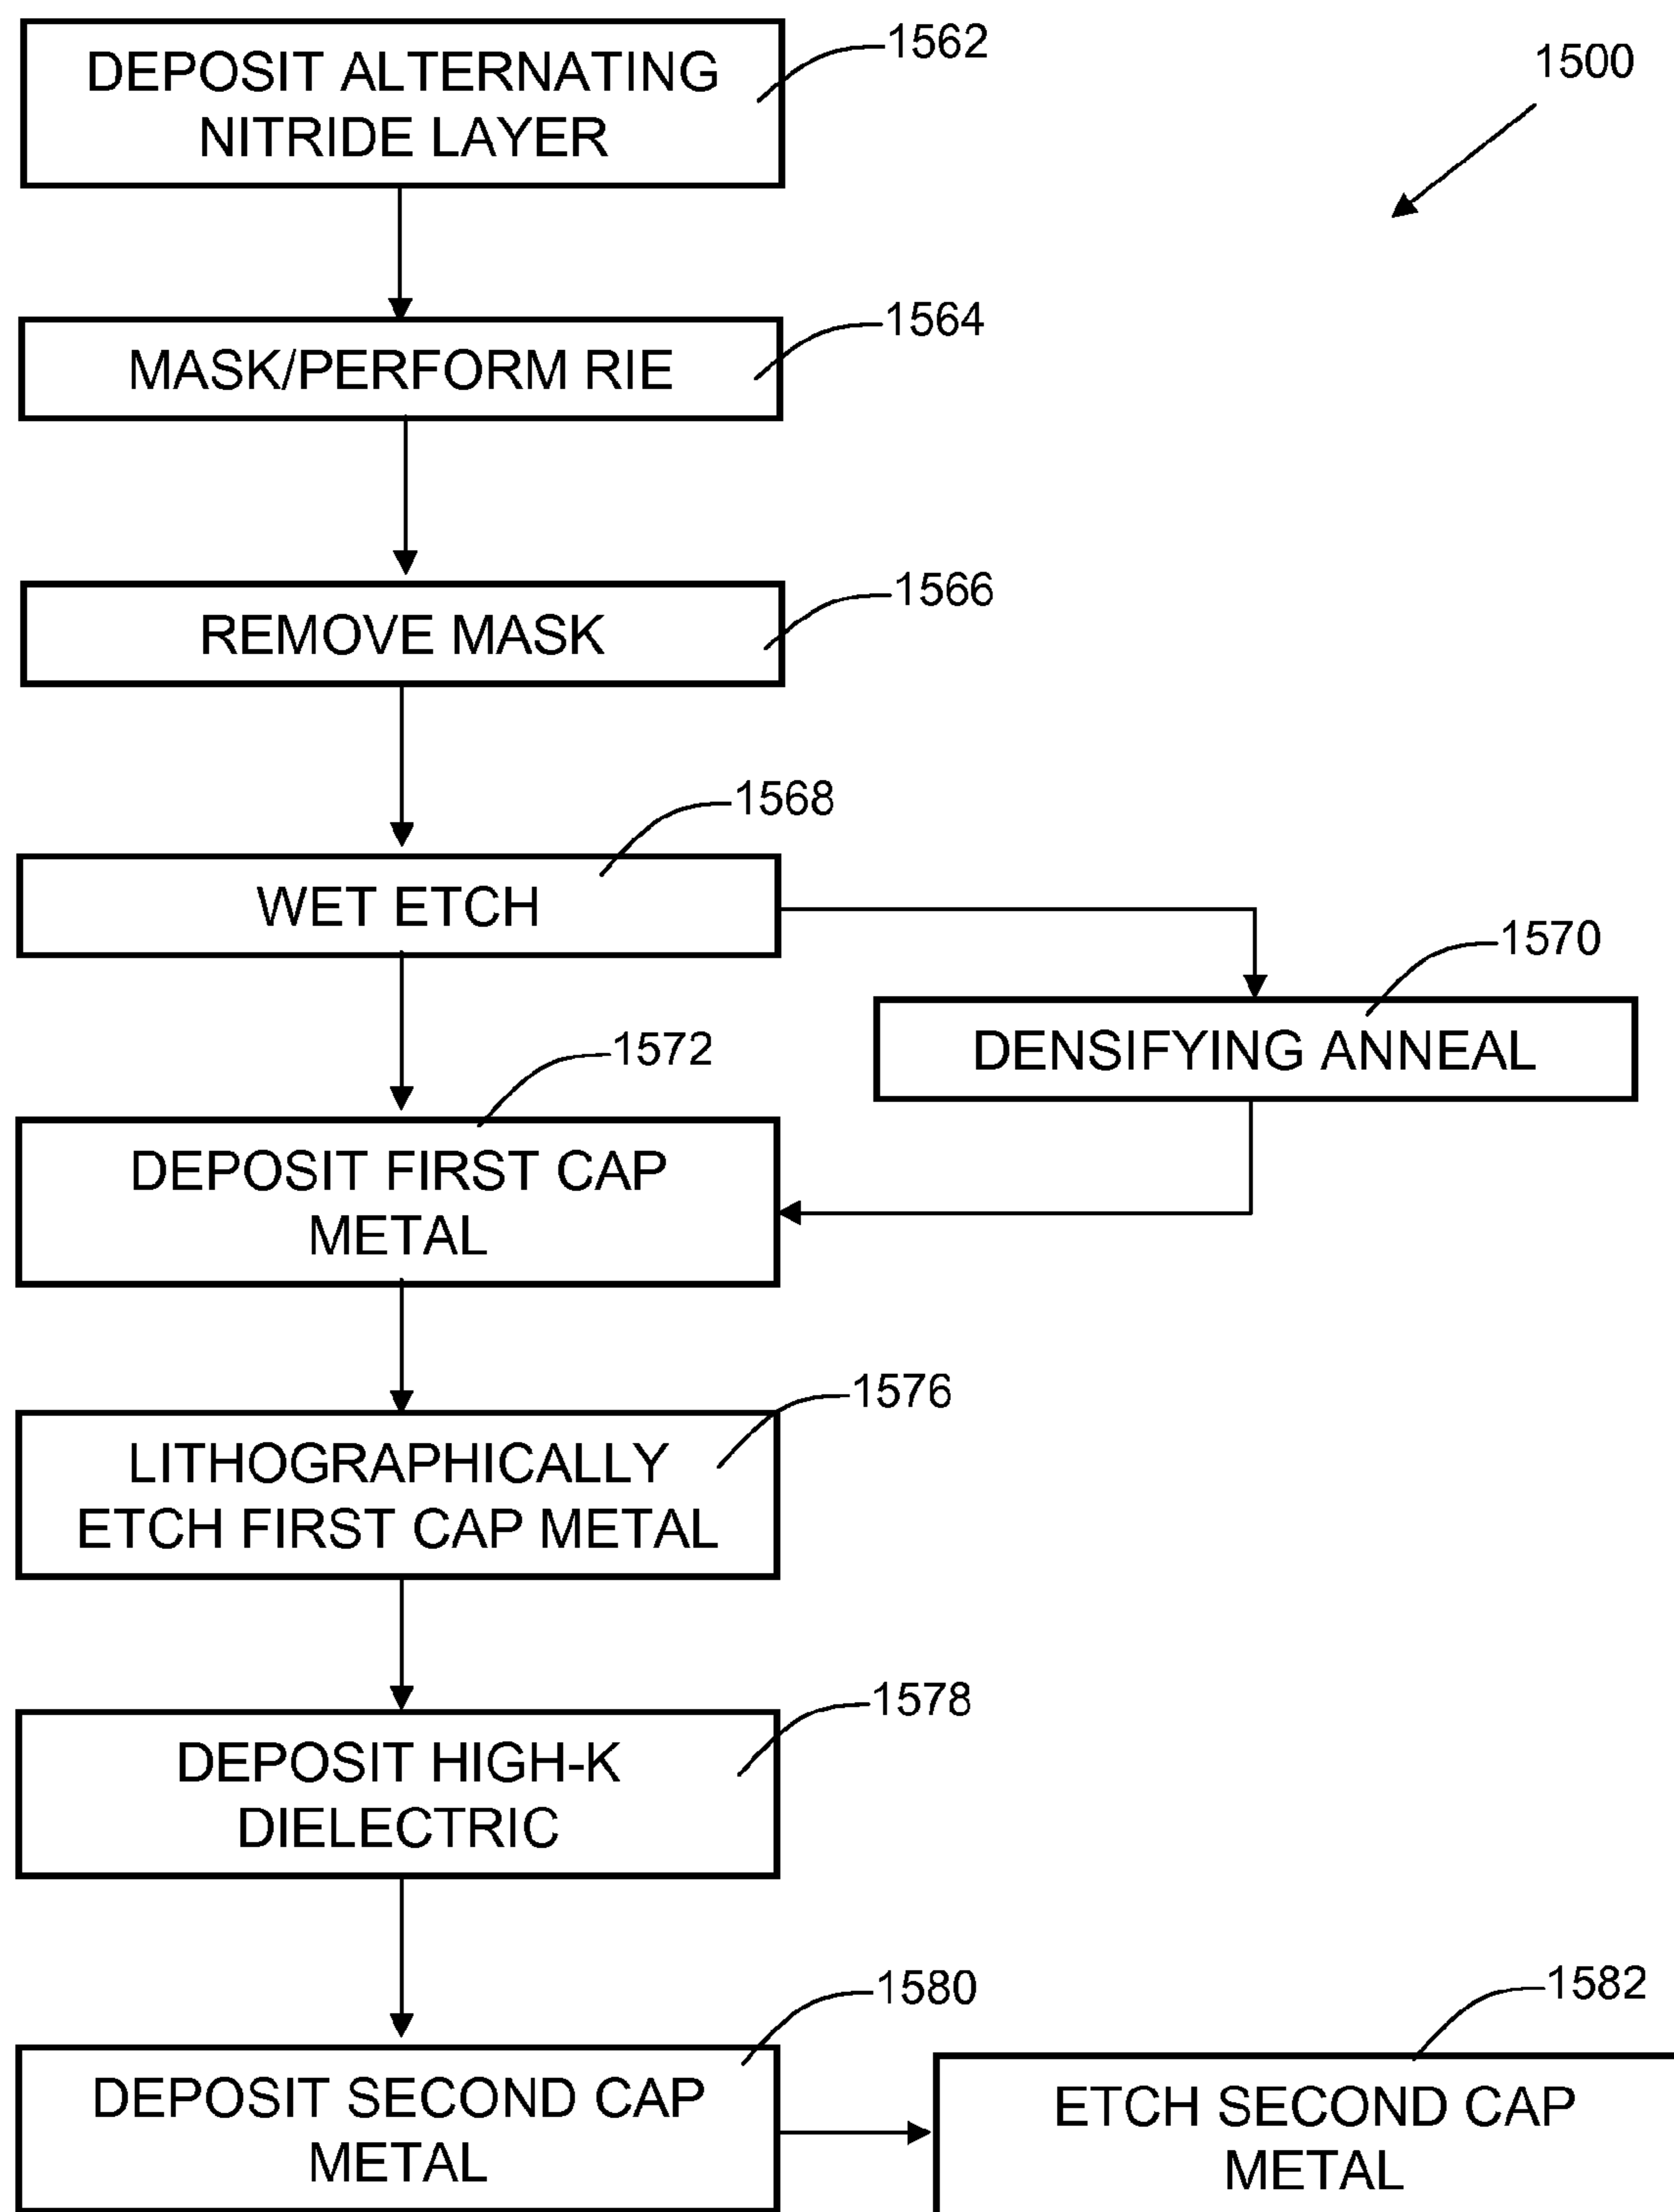 DEPOSIT ALTERNATING
NITRIDE LAYER
1562
1500
MASK/PERFORM RIE
1564
REMOVE MASK
1566
WET ETCH
1568
DENSIFYING ANNEAL
1570
DEPOSIT FIRST CAP
METAL
1572
LITHOGRAPHICALLY
ETCH FIRST CAP METAL
1576
DEPOSIT HIGH-K
DIELECTRIC
1578
DEPOSIT SECOND CAP
METAL
1580
ETCH SECOND CAP
METAL
1582